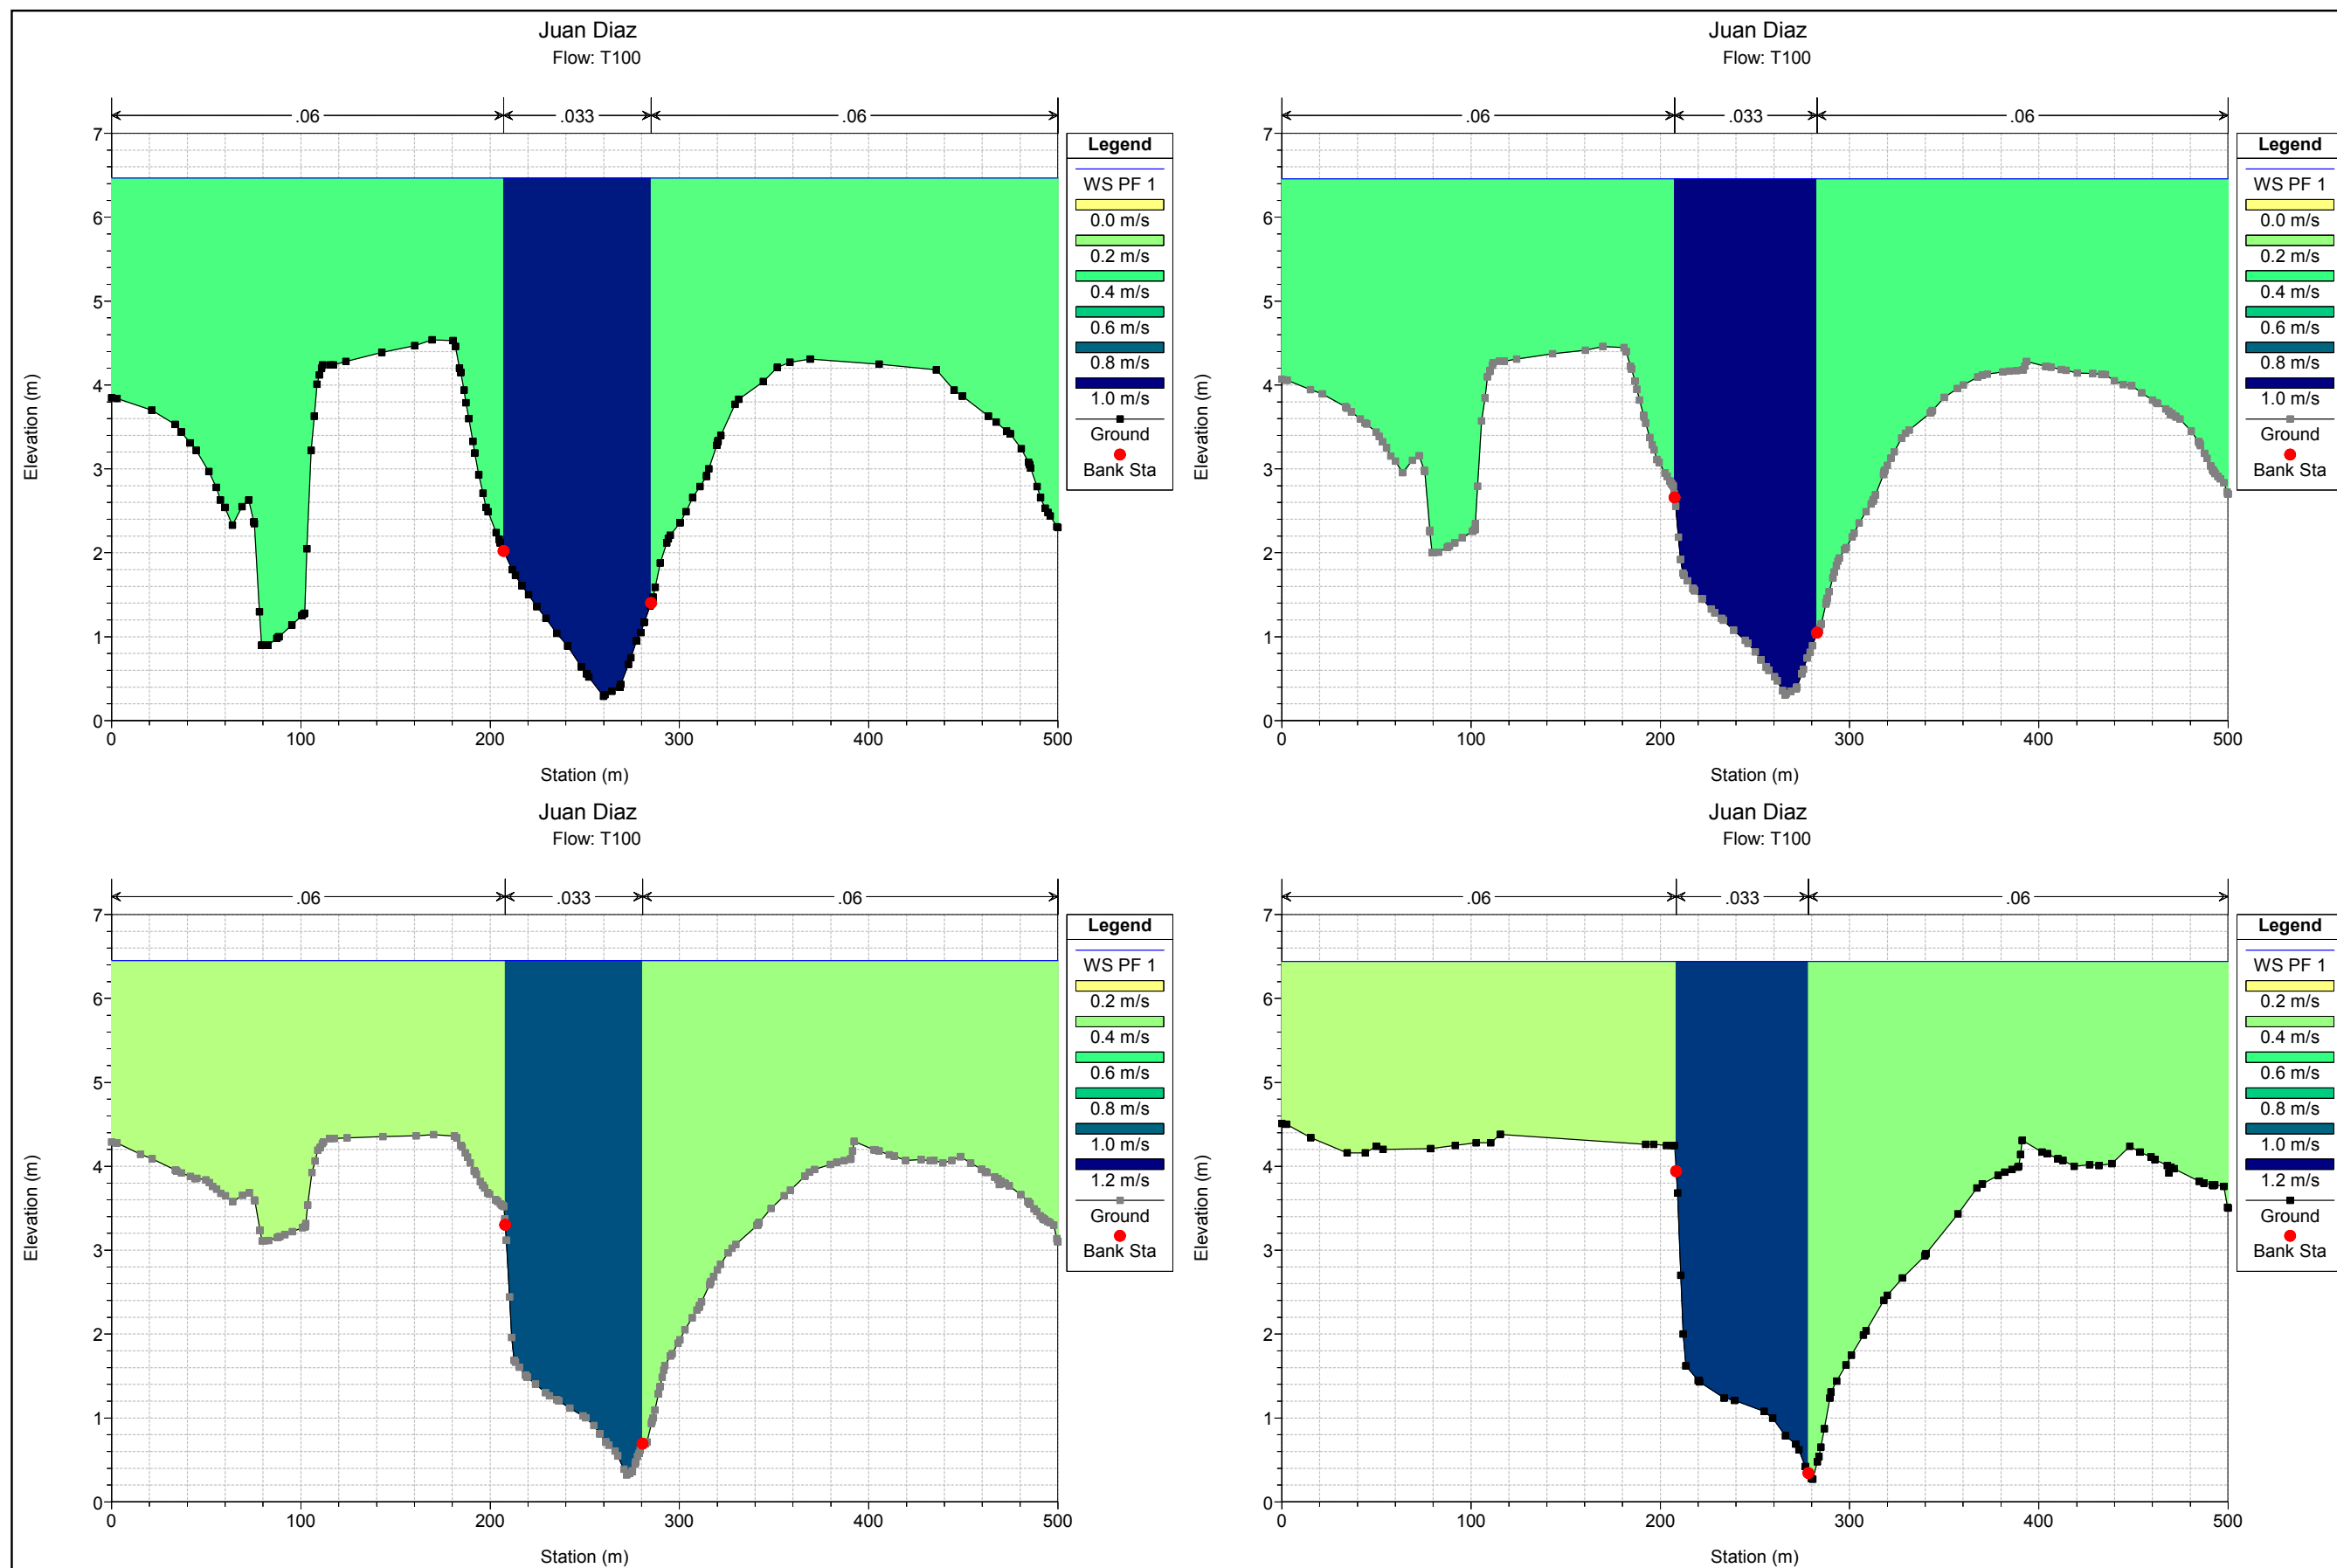 Juan Diaz
Flow: T100
.06
.033
.06
Elevation (m)
7
6
5
4
3
2
1
0
0
100
200
300
400
500
Station (m)
Legend
WS PF 1
0.0 m/s
0.2 m/s
0.4 m/s
0.6 m/s
0.8 m/s
1.0 m/s
Ground
Bank Sta
Juan Diaz
Flow: T100
.06
.033
.06
Elevation (m)
7
6
5
4
3
2
1
0
0
100
200
300
400
500
Station (m)
Legend
WS PF 1
0.0 m/s
0.2 m/s
0.4 m/s
0.6 m/s
0.8 m/s
1.0 m/s
Ground
Bank Sta
Juan Diaz
Flow: T100
.06
.033
.06
Elevation (m)
7
6
5
4
3
2
1
0
0
100
200
300
400
500
Station (m)
Legend
WS PF 1
0.2 m/s
0.4 m/s
0.6 m/s
0.8 m/s
1.0 m/s
1.2 m/s
Ground
Bank Sta
Juan Diaz
Flow: T100
.06
.033
.06
Elevation (m)
7
6
5
4
3
2
1
0
0
100
200
300
400
500
Station (m)
Legend
WS PF 1
0.2 m/s
0.4 m/s
0.6 m/s
0.8 m/s
1.0 m/s
1.2 m/s
Ground
Bank Sta